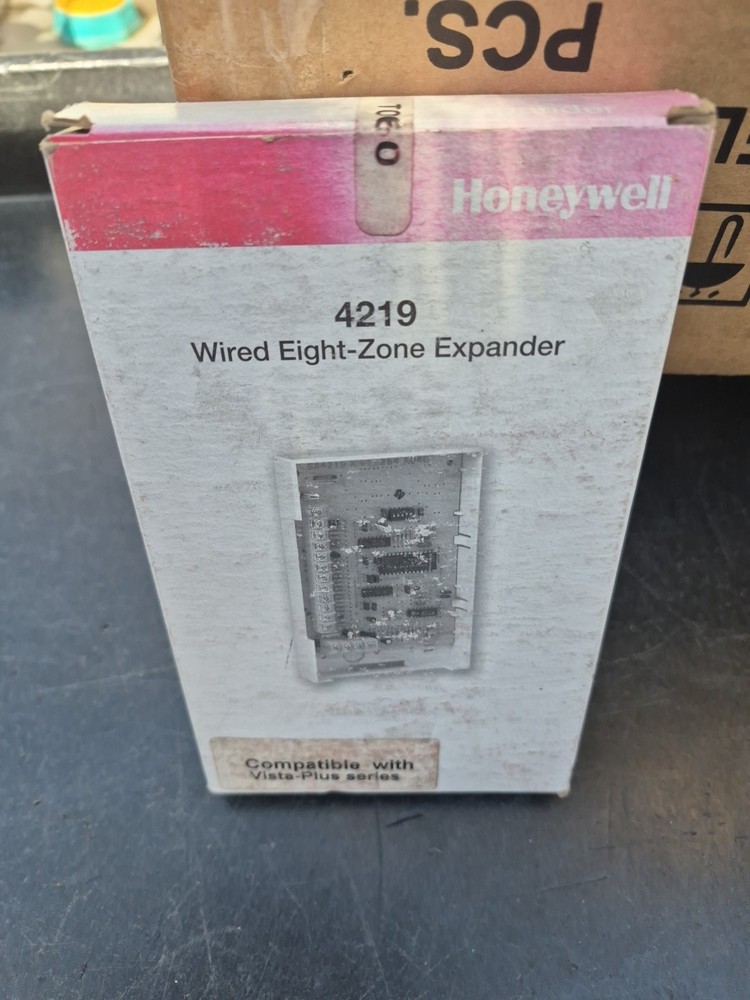 PCS.
Honeywell
4219
Wired Eight-Zone Expander
Compatible with
Vista-Plus series